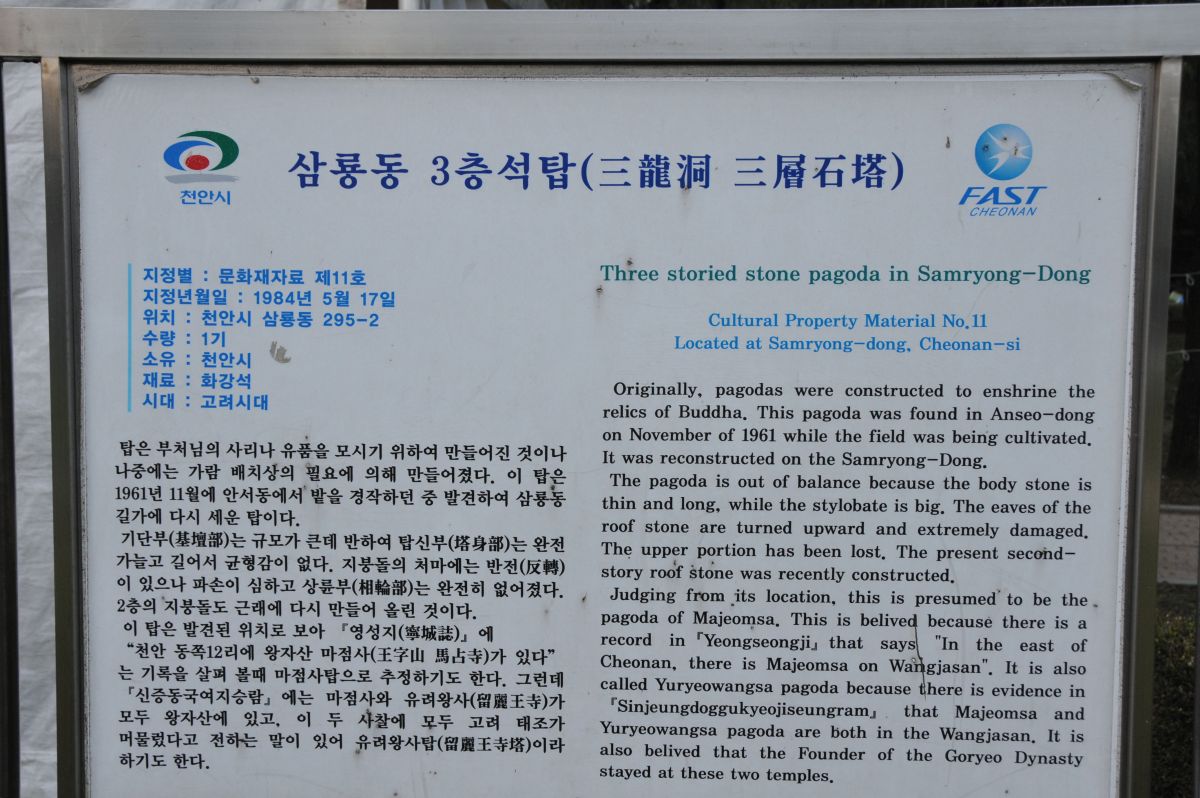 천안시
삼룡동 3층석탑(三龍洞 三層石塔)
FAST
CHEONAN
지정별 : 문화재자료 제11호
지정년월일 : 1984년 5월 17일
위치 : 천안시 삼룡동 295-2
수량 : 1기
소유 : 천안시
재료 : 화강석
시대 : 고려시대
탑은 부처님의 사리나 유품을 모시기 위하여 만들어진 것이나
나중에는 가람 배치상의 필요에 의해 만들어졌다. 이 탑은
1961년 11월에 안서동에서 밭을 경작하던 중 발견하여 삼룡동
길가에 다시 세운 탑이다.
기단부(基壇部)는 규모가 큰데 반하여 탑신부(塔身部)는 완전
가늘고 길어서 균형감이 없다. 지붕돌의 처마에는 반전(反轉)
이 있으나 파손이 심하고 상륜부(相輪部)는 완전히 없어졌다.
2층의 지붕돌도 근래에 다시 만들어 올린 것이다.
이 탑은 발견된 위치로 보아 『영성지(寧城誌)』에
“천안 동쪽12리에 왕자산 마점사(王字山 馬占寺)가 있다”
는 기록을 살펴 볼때 마점사탑으로 추정하기도 한다. 그런데
『신증동국여지승람』에는 마점사와 유려왕사(留麗王寺)가
모두 왕자산에 있고, 이 두 사찰에 모두 고려 태조가
머물렀다고 전하는 말이 있어 유려왕사탑(留麗王寺塔)이라
하기도 한다.
Three storied stone pagoda in Samryong-Dong
Cultural Property Material No.11
Located at Samryong-dong, Cheonan-si
Originally, pagodas were constructed to enshrine the
relics of Buddha. This pagoda was found in Anseo-dong
on November of 1961 while the field was being cultivated.
It was reconstructed on the Samryong-Dong.
The pagoda is out of balance because the body stone is
thin and long, while the stylobate is big. The eaves of the
roof stone are turned upward and extremely damaged.
The upper portion has been lost. The present second-
story roof stone was recently constructed.
Judging from its location, this is presumed to be the
pagoda of Majeomsa. This is belived because there is a
record in 『Yeongseongji』 that says "In the east of
Cheonan, there is Majeomsa on Wangjasan". It is also
called Yuryeowangsa pagoda because there is evidence in
『Sinjeungdoggukyeojiseungram』 that Majeomsa and
Yuryeowangsa pagoda are both in the Wangjasan. It is
also belived that the Founder of the Goryeo Dynasty
stayed at these two temples.